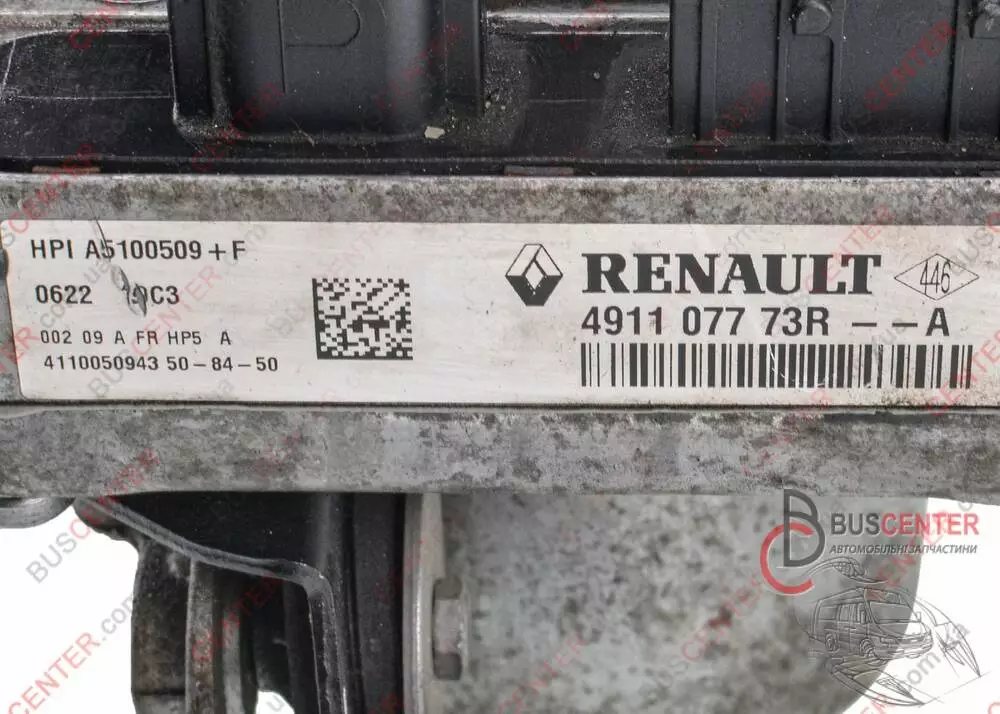 HPI A5100509+F
0622 C3
002 09 A FR HP5 A
4110050943 50-84-50
RENAULT
446
4911 077 73R --A
BUSCENTER
АВТОМОБІЛЬНІ ЗАПЧАСТИНИ